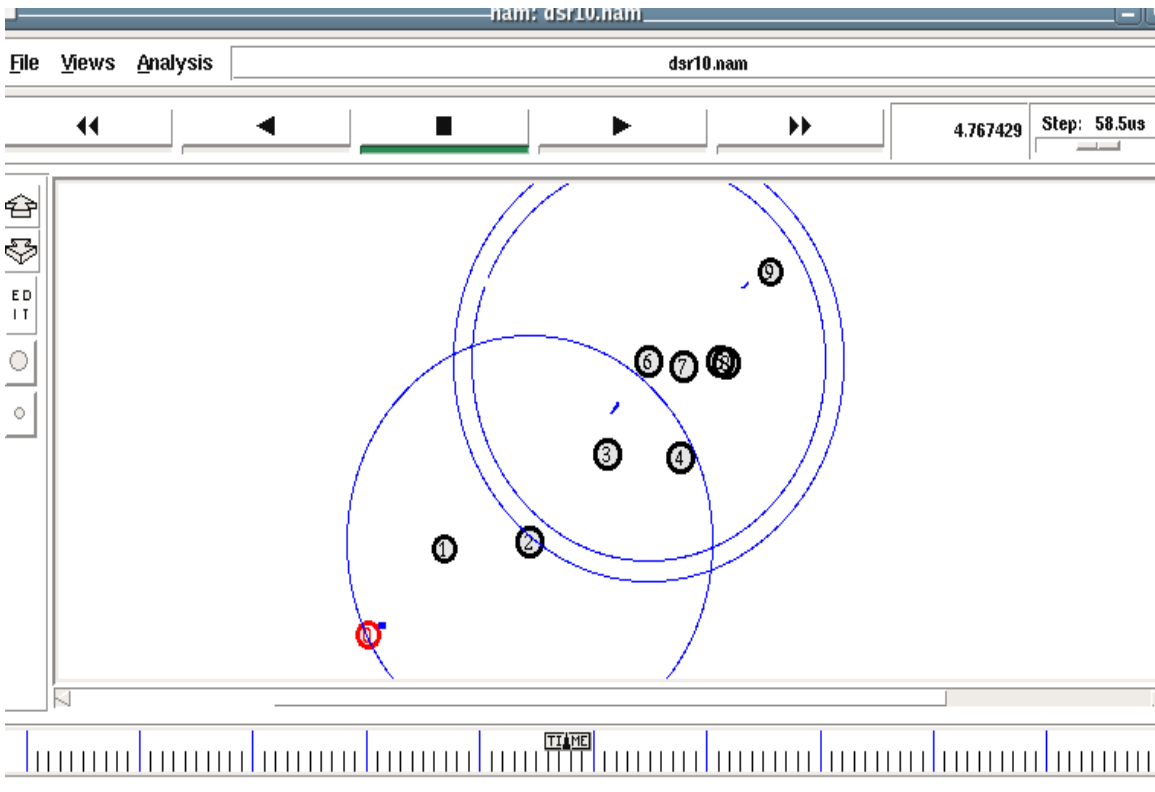 nam: dsr10.nam
File Views Analysis dsr10.nam
4.767429 Step: 58.5us
ED
IT
9
6 7 8
3 4
1 2
0
TIME